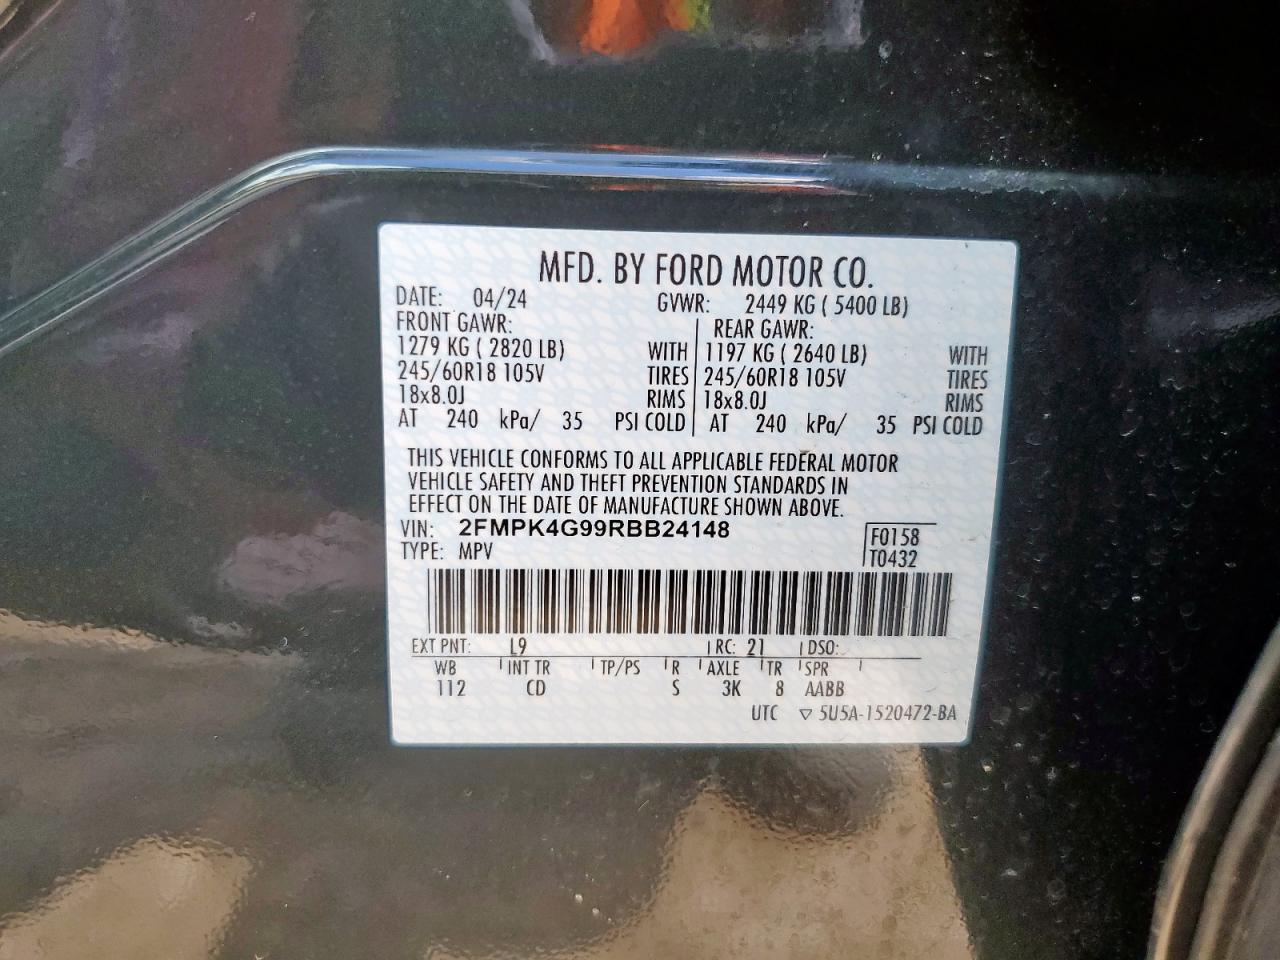 MFD. BY FORD MOTOR CO.
DATE: 04/24 GVWR: 2449 KG ( 5400 LB)
FRONT GAWR: REAR GAWR:
1279 KG ( 2820 LB) WITH 1197 KG ( 2640 LB) WITH
245/60R18 105V TIRES 245/60R18 105V TIRES
18x8.0J RIMS 18x8.0J RIMS
AT 240 kPa/ 35 PSI COLD AT 240 kPa/ 35 PSI COLD
THIS VEHICLE CONFORMS TO ALL APPLICABLE FEDERAL MOTOR
VEHICLE SAFETY AND THEFT PREVENTION STANDARDS IN
EFFECT ON THE DATE OF MANUFACTURE SHOWN ABOVE.
VIN: 2FMPK4G99RBB24148 F0158
TYPE: MPV T0432
EXT PNT: L9 RC: 21 DSO:
WB INT TR TP/PS R AXLE TR SPR
112 CD S 3K 8 AABB
UTC ▽ 5U5A-1520472-BA